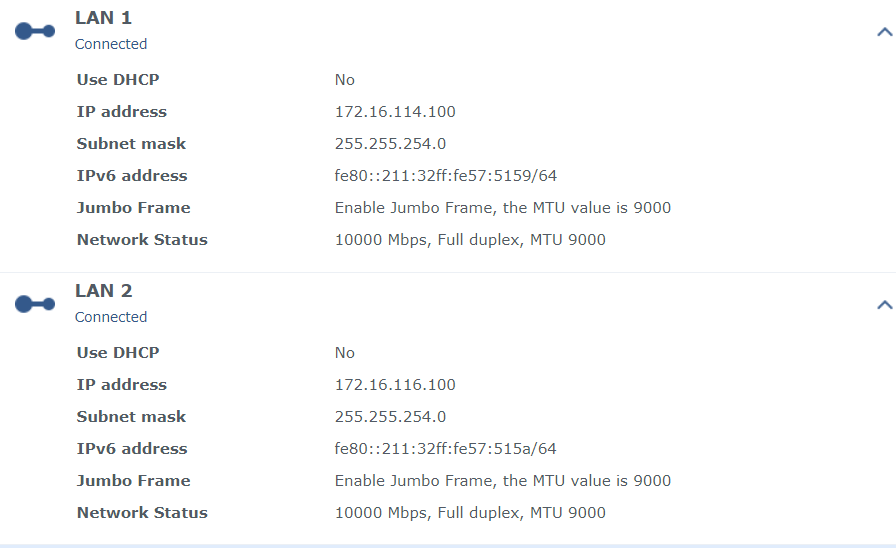 LAN 1
Connected
Use DHCP No
IP address 172.16.114.100
Subnet mask 255.255.254.0
IPv6 address fe80::211:32ff:fe57:5159/64
Jumbo Frame Enable Jumbo Frame, the MTU value is 9000
Network Status 10000 Mbps, Full duplex, MTU 9000
LAN 2
Connected
Use DHCP No
IP address 172.16.116.100
Subnet mask 255.255.254.0
IPv6 address fe80::211:32ff:fe57:515a/64
Jumbo Frame Enable Jumbo Frame, the MTU value is 9000
Network Status 10000 Mbps, Full duplex, MTU 9000